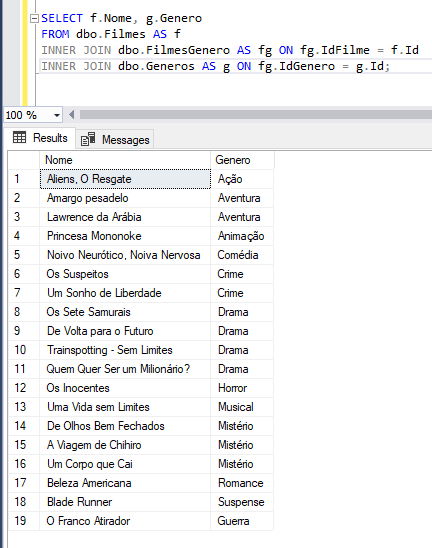 SELECT f.Nome, g.Genero
FROM dbo.Filmes AS f
INNER JOIN dbo.FilmesGenero AS fg ON fg.IdFilme = f.Id
INNER JOIN dbo.Generos AS g ON fg.IdGenero = g.Id;
100 %
Results Messages
Nome Genero
1 Aliens, O Resgate Ação
2 Amargo pesadelo Aventura
3 Lawrence da Arábia Aventura
4 Princesa Mononoke Animação
5 Noivo Neurótico, Noiva Nervosa Comédia
6 Os Suspeitos Crime
7 Um Sonho de Liberdade Crime
8 Os Sete Samurais Drama
9 De Volta para o Futuro Drama
10 Trainspotting - Sem Limites Drama
11 Quem Quer Ser um Milionário? Drama
12 Os Inocentes Horror
13 Uma Vida sem Limites Musical
14 De Olhos Bem Fechados Mistério
15 A Viagem de Chihiro Mistério
16 Um Corpo que Cai Mistério
17 Beleza Americana Romance
18 Blade Runner Suspense
19 O Franco Atirador Guerra